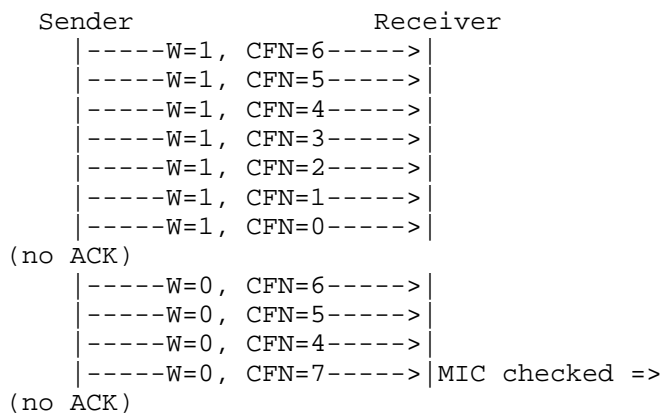 Sender                Receiver
|-----W=1, CFN=6----->|
|-----W=1, CFN=5----->|
|-----W=1, CFN=4----->|
|-----W=1, CFN=3----->|
|-----W=1, CFN=2----->|
|-----W=1, CFN=1----->|
|-----W=1, CFN=0----->|
(no ACK)
|-----W=0, CFN=6----->|
|-----W=0, CFN=5----->|
|-----W=0, CFN=4----->|
|-----W=0, CFN=7----->|MIC checked =>
(no ACK)